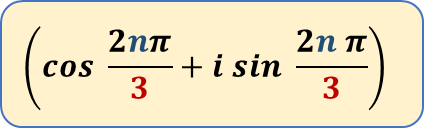 (cos 2nπ/3 + i sin 2n π/3)